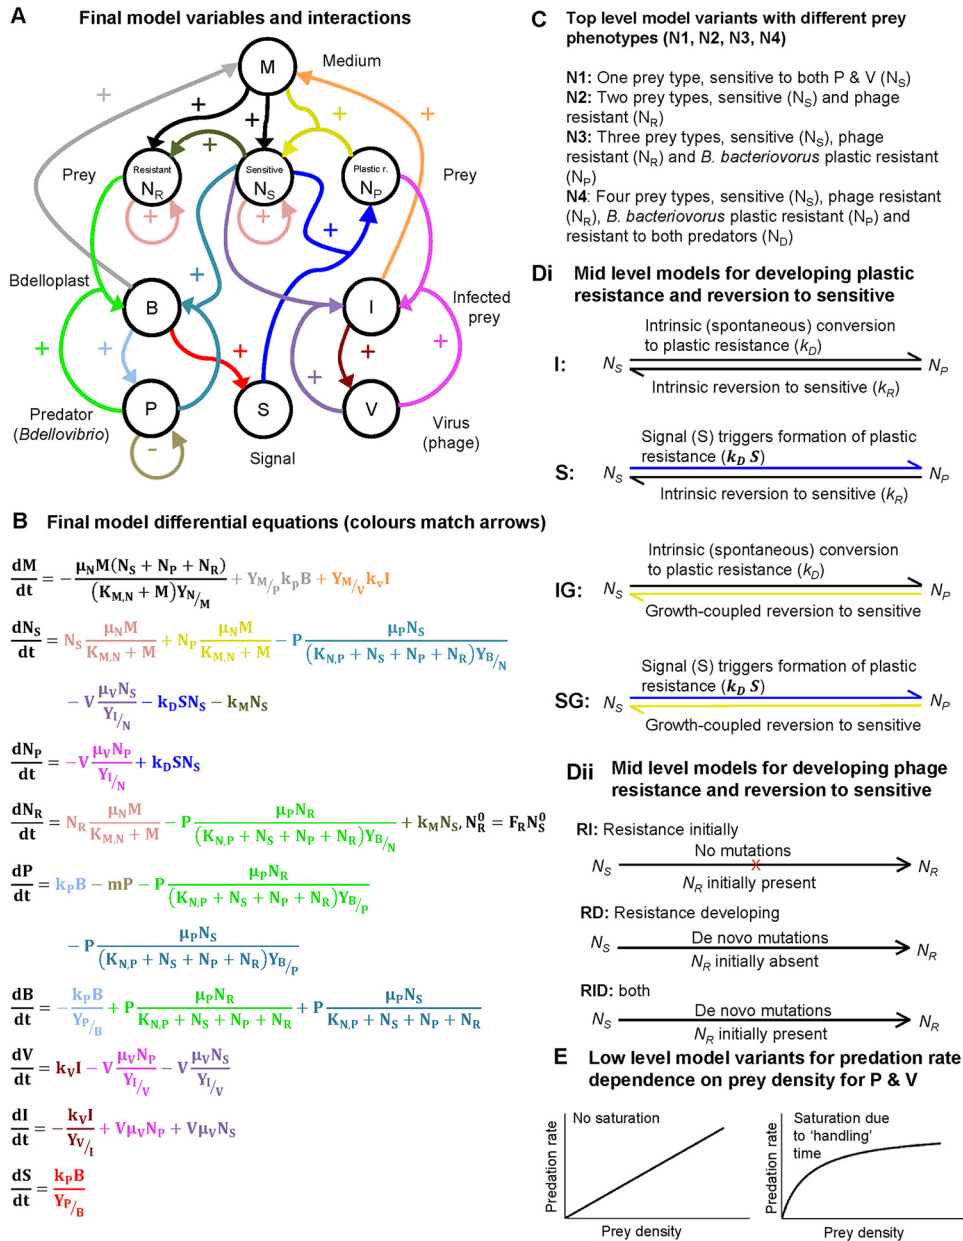 A Final model variables and interactions
M
Medium
+
+
+
+
+
+
Prey
Resistant
N_R
Sensitive
N_S
Plastic r.
N_P
Prey
+
+
+
+
Bdelloplast
B
I
Infected
prey
+
+
+
+
+
+
Predator
(Bdellovibrio)
P
S
V
Virus
(phage)
-
Signal
B Final model differential equations (colours match arrows)
dM/dt = − μ_N M(N_S + N_P + N_R)/((K_M,N + M)Y_N/M) + Y_M/P k_p B + Y_M/V k_v I
dN_S/dt = N_S μ_N M/(K_M,N + M) + N_P μ_N M/(K_M,N + M) − P μ_P N_S/((K_N,P + N_S + N_P + N_R)Y_B/N)
− V μ_V N_S/Y_I/N − k_D SN_S − k_M N_S
dN_P/dt = −V μ_V N_P/Y_I/N + k_D SN_S
dN_R/dt = N_R μ_N M/(K_M,N + M) − P μ_P N_R/((K_N,P + N_S + N_P + N_R)Y_B/N) + k_M N_S, N_R^0 = F_R N_S^0
dP/dt = k_P B − mP − P μ_P N_R/((K_N,P + N_S + N_P + N_R)Y_B/P)
− P μ_P N_S/((K_N,P + N_S + N_P + N_R)Y_B/P)
dB/dt = − k_P B/Y_P/B + P μ_P N_R/(K_N,P + N_S + N_P + N_R) + P μ_P N_S/(K_N,P + N_S + N_P + N_R)
dV/dt = k_V I − V μ_V N_P/Y_I/V − V μ_V N_S/Y_I/V
dI/dt = − k_V I/Y_V/I + Vμ_V N_P + Vμ_V N_S
dS/dt = k_P B/Y_P/B
C Top level model variants with different prey
phenotypes (N1, N2, N3, N4)
N1: One prey type, sensitive to both P & V (N_S)
N2: Two prey types, sensitive (N_S) and phage
resistant (N_R)
N3: Three prey types, sensitive (N_S), phage
resistant (N_R) and B. bacteriovorus plastic resistant
(N_P)
N4: Four prey types, sensitive (N_S), phage resistant
(N_R), B. bacteriovorus plastic resistant (N_P) and
resistant to both predators (N_D)
Di Mid level models for developing plastic
resistance and reversion to sensitive
Intrinsic (spontaneous) conversion
to plastic resistance (k_D)
I: N_S N_P
Intrinsic reversion to sensitive (k_R)
Signal (S) triggers formation of plastic
resistance (k_D S)
S: N_S N_P
Intrinsic reversion to sensitive (k_R)
Intrinsic (spontaneous) conversion
to plastic resistance (k_D)
IG: N_S N_P
Growth-coupled reversion to sensitive
Signal (S) triggers formation of plastic
resistance (k_D S)
SG: N_S N_P
Growth-coupled reversion to sensitive
Dii Mid level models for developing phage
resistance and reversion to sensitive
RI: Resistance initially
No mutations
N_S X N_R
N_R initially present
RD: Resistance developing
De novo mutations
N_S N_R
N_R initially absent
RID: both
De novo mutations
N_S N_R
N_R initially present
E Low level model variants for predation rate
dependence on prey density for P & V
No saturation
Predation rate
Prey density
Saturation due
to 'handling'
time
Predation rate
Prey density